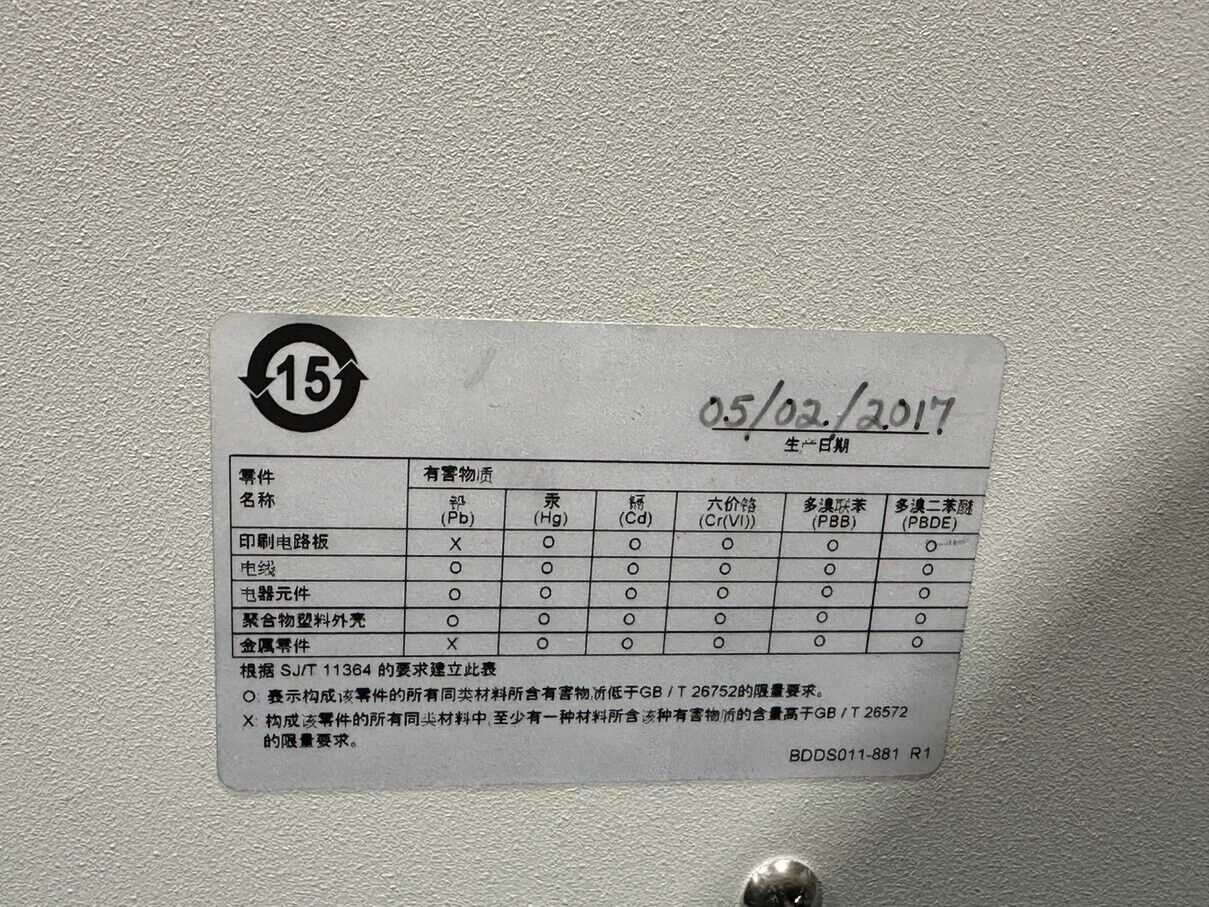 15
05/02/2017
生产日期
零件名称 有害物质
铅 (Pb) 汞 (Hg) 镉 (Cd) 六价铬 (Cr(VI)) 多溴联苯 (PBB) 多溴二苯醚 (PBDE)
印刷电路板 X O O O O O
电线 O O O O O O
电器元件 O O O O O O
聚合物塑料外壳 O O O O O O
金属零件 X O O O O O
根据 SJ/T 11364 的要求建立此表
O: 表示构成该零件的所有同类材料所含有害物质低于GB / T 26752的限量要求。
X: 构成该零件的所有同类材料中,至少有一种材料所含该种有害物质的含量高于GB / T 26572
的限量要求。
BDDS011-881 R1